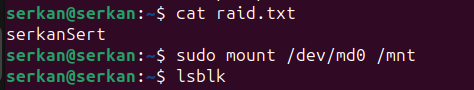 serkan@serkan:~$ cat raid.txt
serkanSert
serkan@serkan:~$ sudo mount /dev/md0 /mnt
serkan@serkan:~$ lsblk